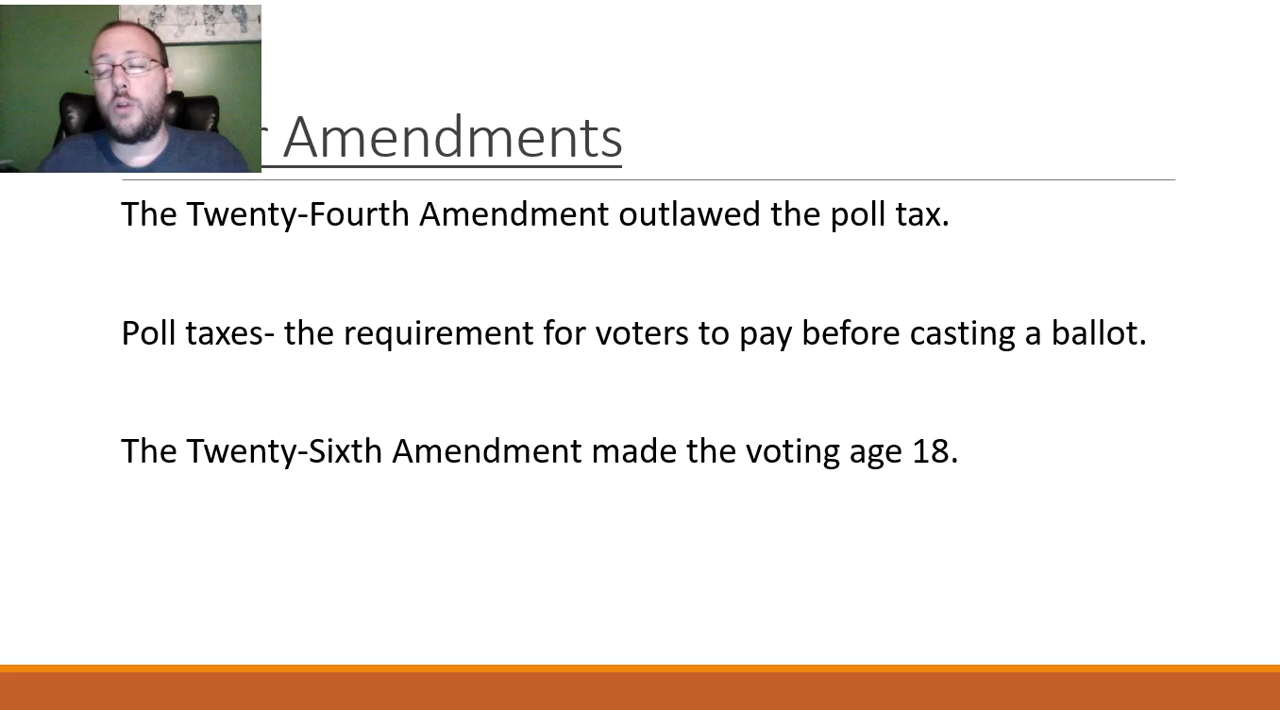 Amendments
The Twenty-Fourth Amendment outlawed the poll tax.
Poll taxes- the requirement for voters to pay before casting a ballot.
The Twenty-Sixth Amendment made the voting age 18.